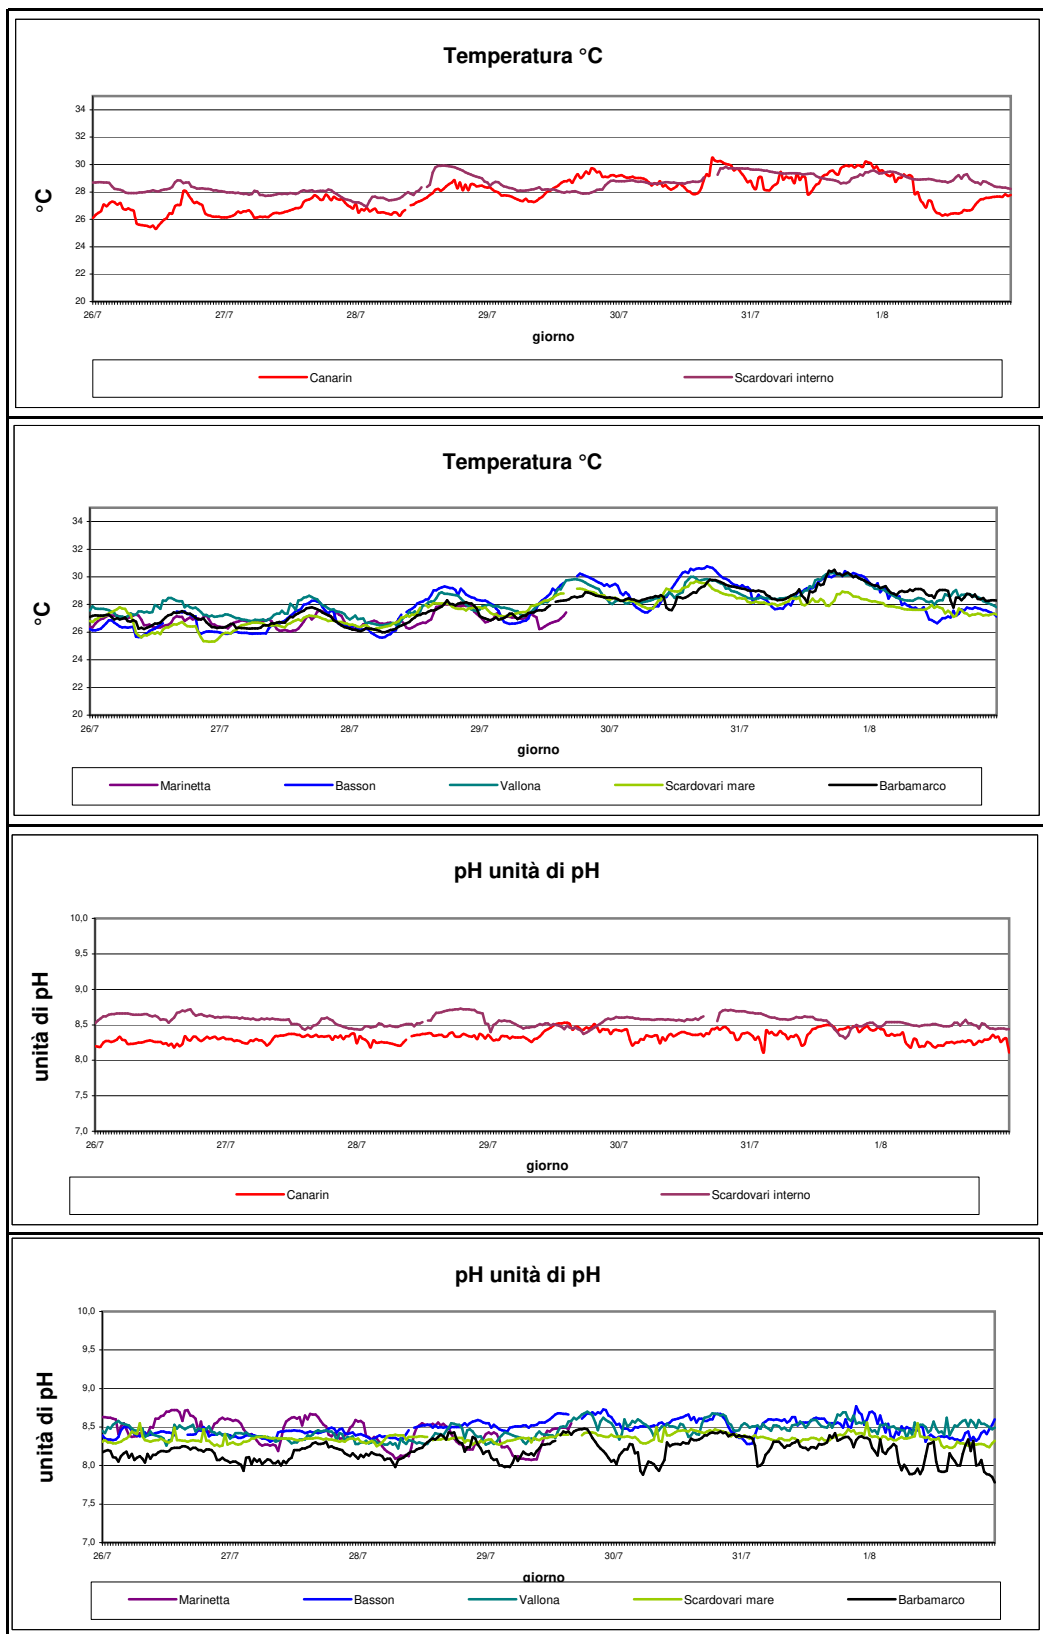 Temperatura °C
34
32
30
28
26
24
22
20
°C
26/7 27/7 28/7 29/7 30/7 31/7 1/8
giorno
Canarin Scardovari interno
Temperatura °C
34
32
30
28
26
24
22
20
°C
26/7 27/7 28/7 29/7 30/7 31/7 1/8
giorno
Marinetta Basson Vallona Scardovari mare Barbamarco
pH unità di pH
10,0
9,5
9,0
8,5
8,0
7,5
7,0
unità di pH
26/7 27/7 28/7 29/7 30/7 31/7 1/8
giorno
Canarin Scardovari interno
pH unità di pH
10,0
9,5
9,0
8,5
8,0
7,5
7,0
unità di pH
26/7 27/7 28/7 29/7 30/7 31/7 1/8
giorno
Marinetta Basson Vallona Scardovari mare Barbamarco